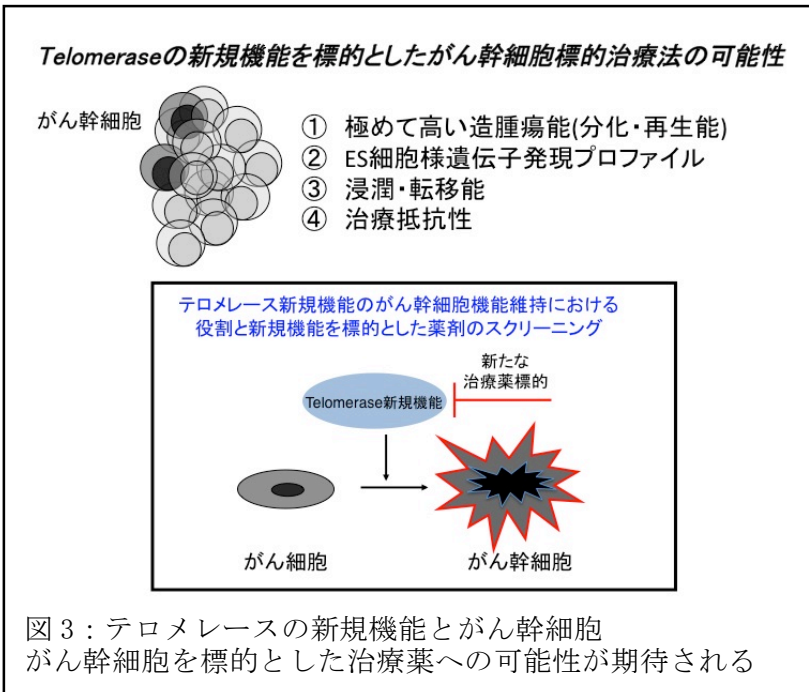 Telomeraseの新規機能を標的としたがん幹細胞標的治療法の可能性
がん幹細胞
① 極めて高い造腫瘍能(分化・再生能)
② ES細胞様遺伝子発現プロファイル
③ 浸潤・転移能
④ 治療抵抗性
テロメレース新規機能のがん幹細胞機能維持における
役割と新規機能を標的とした薬剤のスクリーニング
新たな
治療薬標的
Telomerase新規機能
がん細胞
がん幹細胞
図3：テロメレースの新規機能とがん幹細胞
がん幹細胞を標的とした治療薬への可能性が期待される